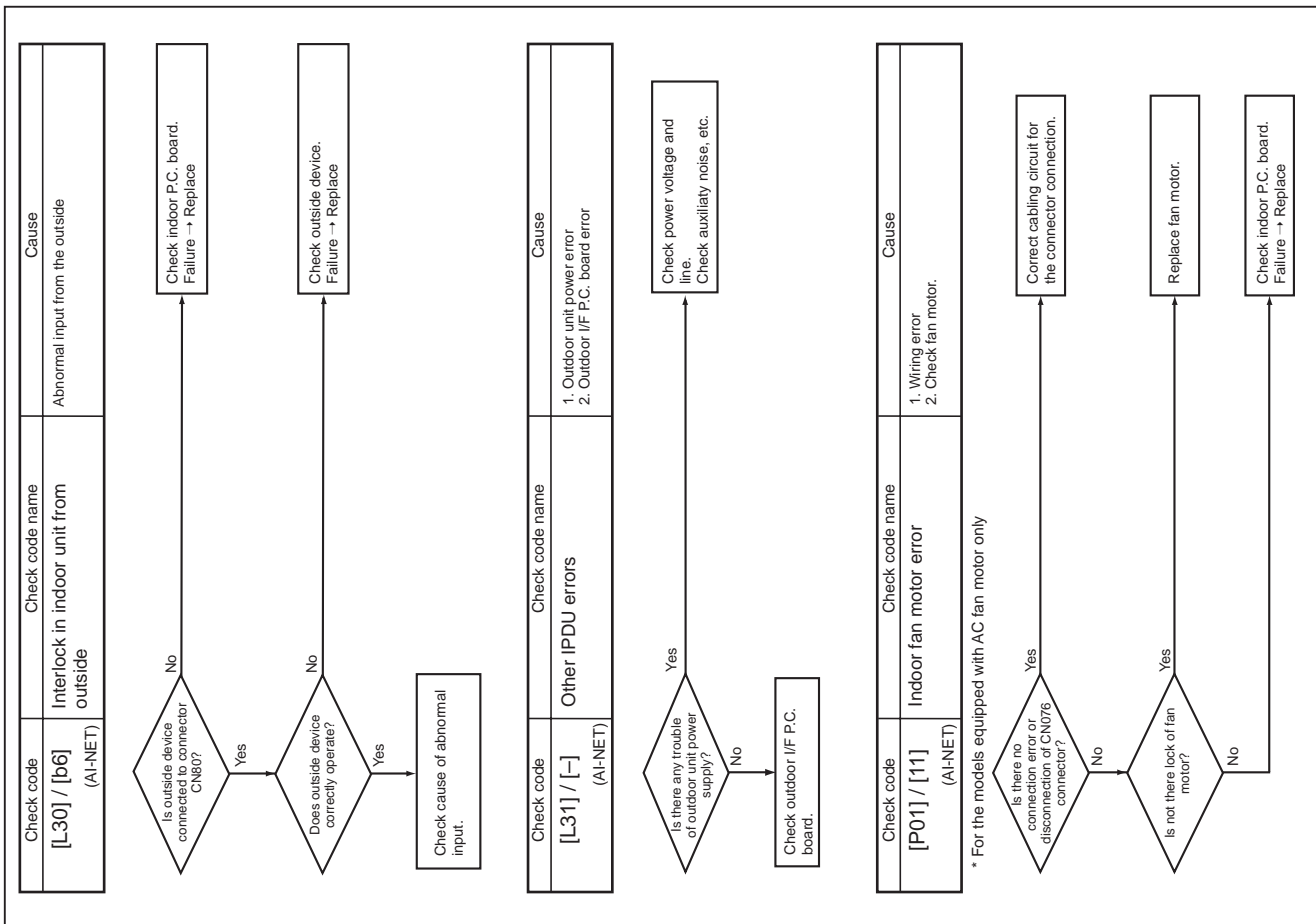 Check code
Check code name
Cause
[L30] / [b6]
(AI-NET)
Interlock in indoor unit from
outside
Abnormal input from the outside
Is outside device
connected to connector
CN80?
No
Check indoor P.C. board.
Failure → Replace
Yes
Does outside device
correctly operate?
No
Check outside device.
Failure → Replace
Yes
Check cause of abnormal
input.
Check code
Check code name
Cause
[L31] / [–]
(AI-NET)
Other IPDU errors
1. Outdoor unit power error
2. Outdoor I/F P.C. board error
Is there any trouble
of outdoor unit power
supply?
Yes
Check power voltage and
line.
Check auxiliaty noise, etc.
No
Check outdoor I/F P.C.
board.
Check code
Check code name
Cause
[P01] / [11]
(AI-NET)
Indoor fan motor error
1. Wiring error
2. Check fan motor.
* For the models equipped with AC fan motor only
Is there no
connection error or
disconnection of CN076
connector?
Yes
Correct cabling circuit for
the connector connection.
No
Is not there lock of fan
motor?
Yes
Replace fan motor.
No
Check indoor P.C. board.
Failure → Replace